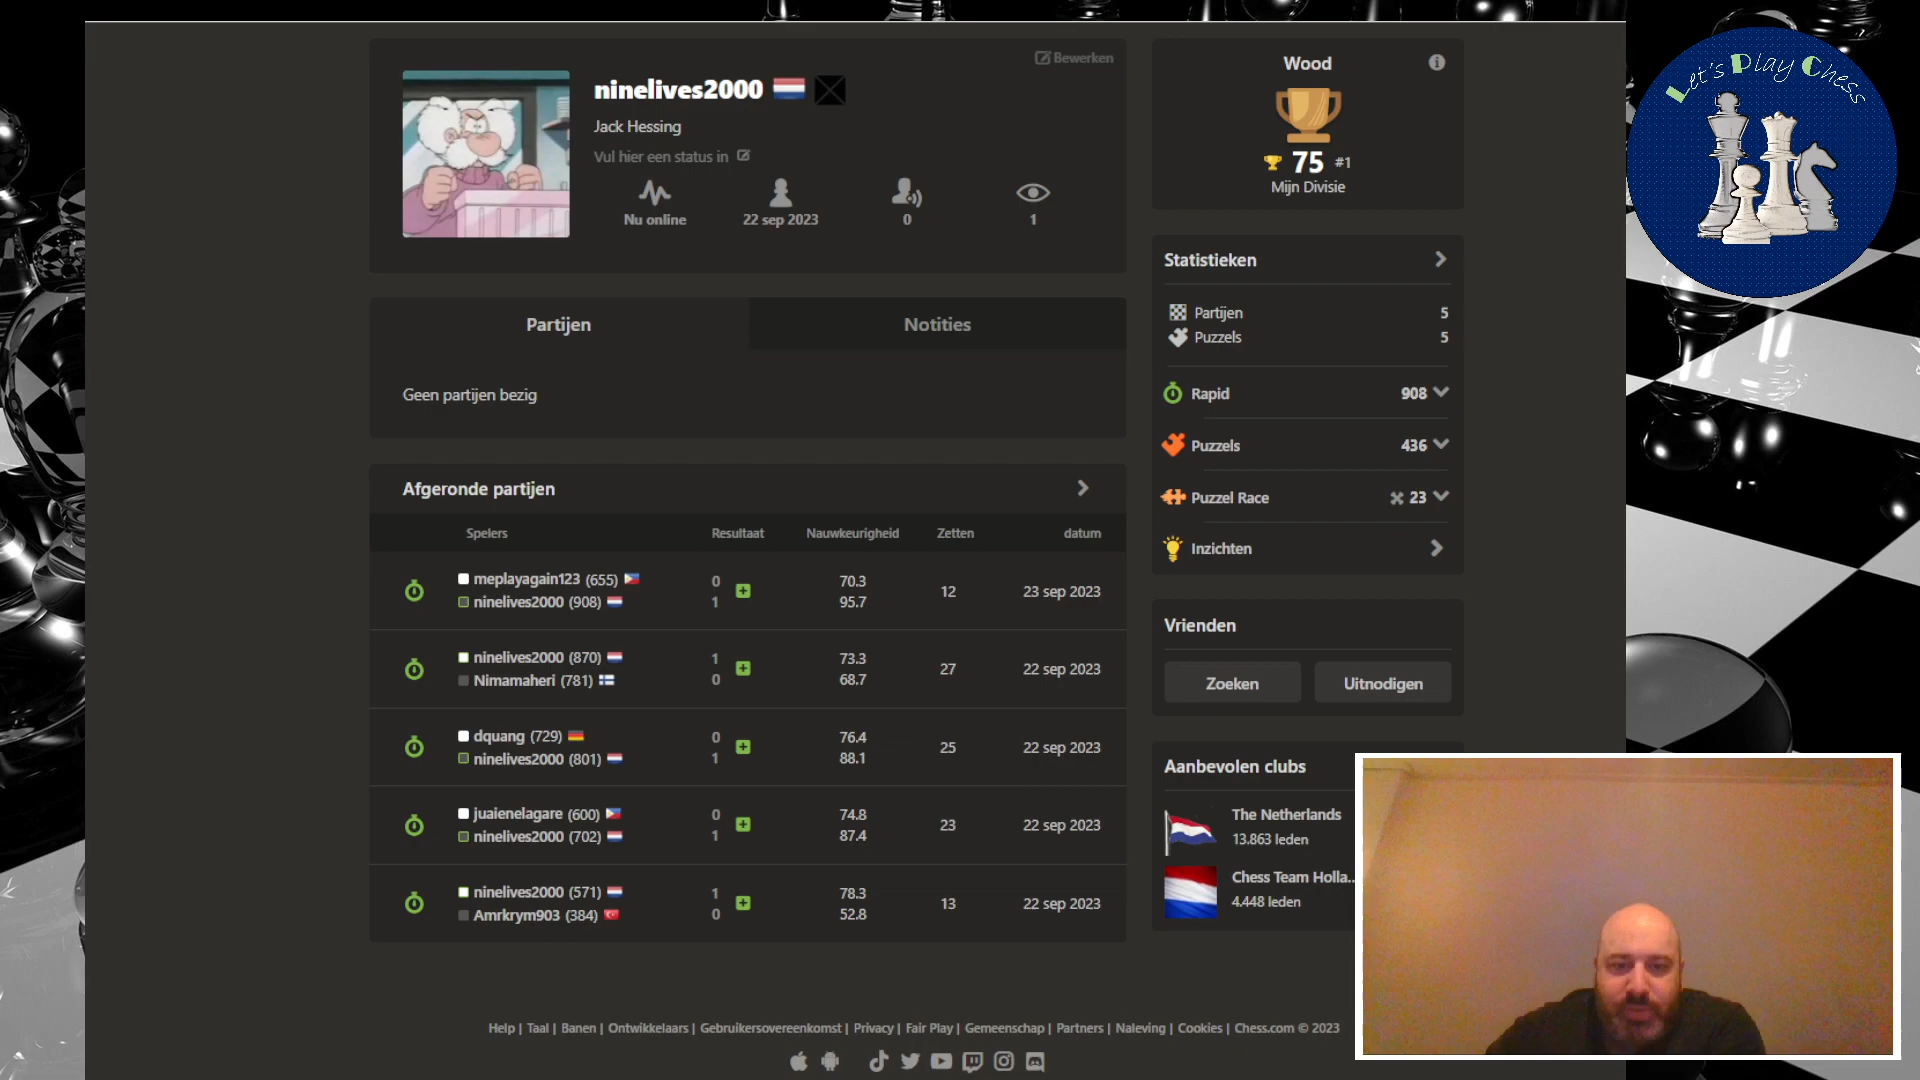 Bewerken
ninelives2000
Jack Hessing
Vul hier een status in
Nu online
22 sep 2023
0
1
Partijen
Notities
Geen partijen bezig
Afgeronde partijen
Spelers Resultaat Nauwkeurigheid Zetten datum
meplayagain123 (655) 0 70.3
12 23 sep 2023
ninelives2000 (908) 1 95.7
ninelives2000 (870) 1 73.3
27 22 sep 2023
Nimamaheri (781) 0 68.7
dquang (729) 0 76.4
25 22 sep 2023
ninelives2000 (801) 1 88.1
juaienelagare (600) 0 74.8
23 22 sep 2023
ninelives2000 (702) 1 87.4
ninelives2000 (571) 1 78.3
13 22 sep 2023
Amrkrym903 (384) 0 52.8
Wood
75 #1
Mijn Divisie
Statistieken
Partijen 5
Puzzels 5
Rapid 908
Puzzels 436
Puzzel Race 23
Inzichten
Vrienden
Zoeken
Uitnodigen
Aanbevolen clubs
The Netherlands
13.863 leden
Chess Team Holla..
4.448 leden
Let's Play Chess
Help | Taal | Banen | Ontwikkelaars | Gebruikersovereenkomst | Privacy | Fair Play | Gemeenschap | Partners | Naleving | Cookies | Chess.com © 2023